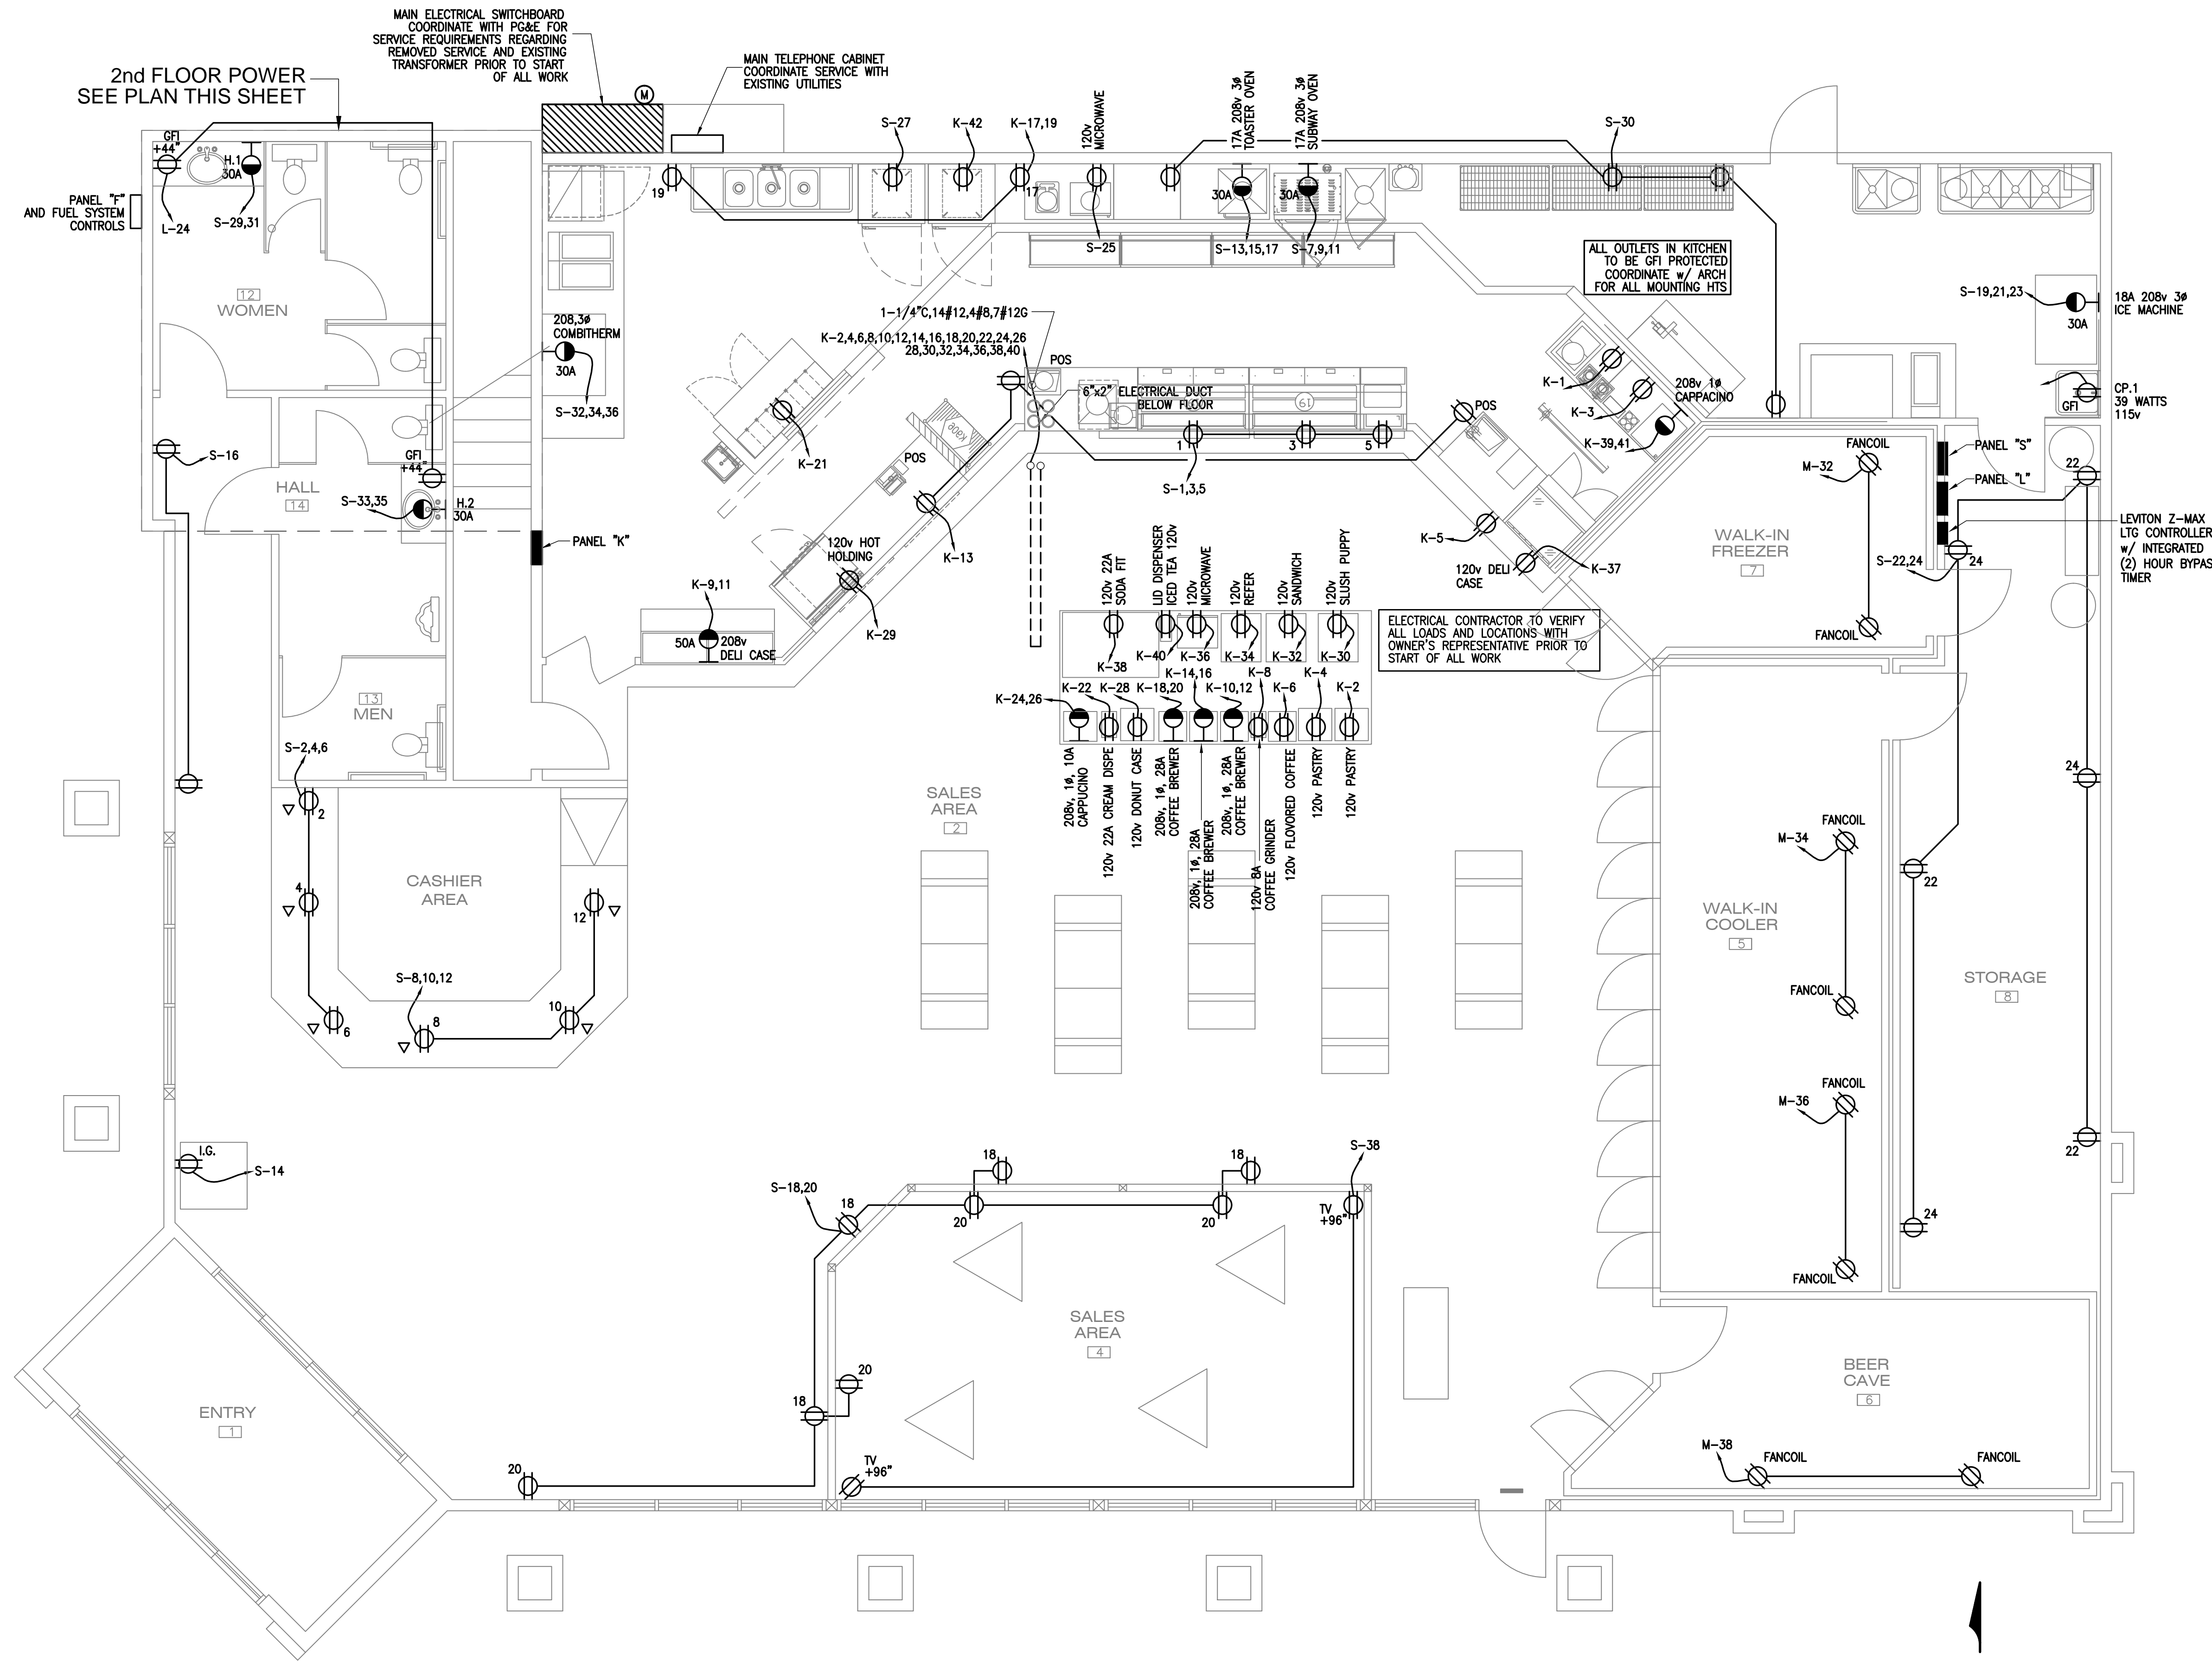 MAIN ELECTRICAL SWITCHBOARD
COORDINATE WITH PG&E FOR
SERVICE REQUIREMENTS REGARDING
REMOVED SERVICE AND EXISTING
TRANSFORMER PRIOR TO START
OF ALL WORK
2nd FLOOR POWER
SEE PLAN THIS SHEET
M
MAIN TELEPHONE CABINET
COORDINATE SERVICE WITH
EXISTING UTILITIES
GFI
+44"
H.1
30A
L-24
S-29,31
PANEL "F"
AND FUEL SYSTEM
CONTROLS
19
S-27
K-42
K-17,19
17
120v
MICROWAVE
S-25
17A 208v 3ø
TOASTER OVEN
30A
S-13,15,17
17A 208v 3ø
SUBWAY OVEN
30A
S-7,9,11
S-30
ALL OUTLETS IN KITCHEN
TO BE GFI PROTECTED
COORDINATE w/ ARCH
FOR ALL MOUNTING HTS
S-19,21,23
30A
18A 208v 3ø
ICE MACHINE
12
WOMEN
208,3ø
COMBITHERM
30A
S-32,34,36
1-1/4"C,14#12,4#8,7#12G
K-2,4,6,8,10,12,14,16,18,20,22,24,26
28,30,32,34,36,38,40
POS
6"x2" ELECTRICAL DUCT
BELOW FLOOR
19
K-1
K-3
208v 1ø
CAPPACINO
K-39,41
GFI
CP.1
39 WATTS
115v
S-16
GFI
+44"
HALL
14
S-33,35
H.2
30A
PANEL "K"
K-21
POS
K-13
1
3
5
S-1,3,5
POS
K-5
120v DELI
CASE
K-37
FANCOIL
M-32
FANCOIL
WALK-IN
FREEZER
7
PANEL "S"
PANEL "L"
22
LEVITON Z-MAX
LTG CONTROLLER
w/ INTEGRATED
(2) HOUR BYPAS
TIMER
S-22,24
24
120v HOT
HOLDING
K-29
K-9,11
50A
208v
DELI CASE
120v 22A
SODA FIT
LID DISPENSER
ICED TEA 120v
120v
MICROWAVE
120v
REFER
120v
SANDWICH
120v
SLUSH PUPPY
K-38
K-40
K-36
K-34
K-32
K-30
ELECTRICAL CONTRACTOR TO VERIFY
ALL LOADS AND LOCATIONS WITH
OWNER'S REPRESENTATIVE PRIOR TO
START OF ALL WORK
K-24,26
K-22
K-28
K-18,20
K-14,16
K-10,12
K-8
K-6
K-4
K-2
208v, 1ø, 10A
CAPPUCINO
120v 22A CREAM DISPE
120v DONUT CASE
208v, 1ø, 28A
COFFEE BREWER
208v, 1ø, 28A
COFFEE BREWER
208v, 1ø, 28A
COFFEE BREWER
120v 8A
COFFEE GRINDER
120v FLOVORED COFFEE
120v PASTRY
120v PASTRY
13
MEN
S-2,4,6
2
4
6
CASHIER
AREA
S-8,10,12
8
10
12
SALES
AREA
2
24
22
M-34
FANCOIL
FANCOIL
WALK-IN
COOLER
5
STORAGE
8
M-36
FANCOIL
FANCOIL
22
24
I.G.
S-14
S-18,20
18
18
20
18
20
S-38
TV
+96"
SALES
AREA
4
20
18
20
TV
+96"
ENTRY
1
BEER
CAVE
6
M-38
FANCOIL
FANCOIL